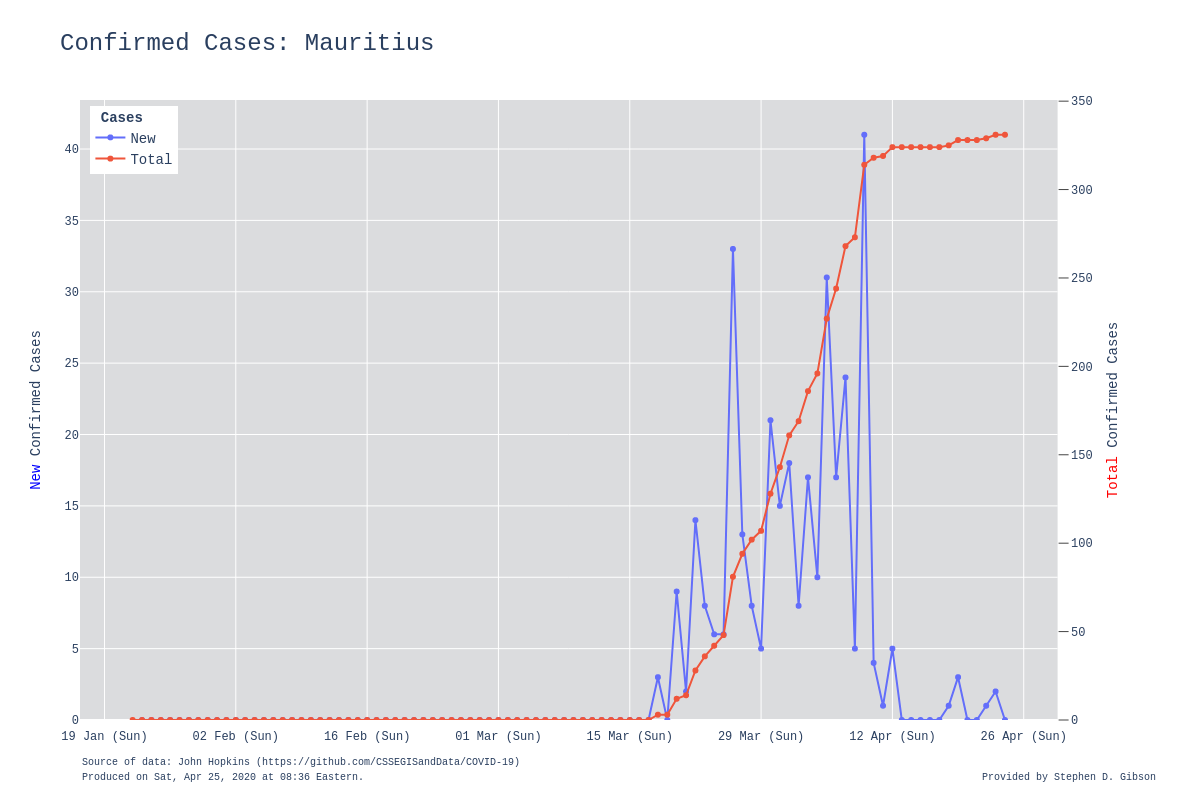 Confirmed Cases: Mauritius
Cases
New
Total
40
35
30
25
20
15
10
5
0
350
300
250
200
150
100
50
0
New Confirmed Cases
Total Confirmed Cases
19 Jan (Sun) 02 Feb (Sun) 16 Feb (Sun) 01 Mar (Sun) 15 Mar (Sun) 29 Mar (Sun) 12 Apr (Sun) 26 Apr (Sun)
Source of data: John Hopkins (https://github.com/CSSEGISandData/COVID-19)
Produced on Sat, Apr 25, 2020 at 08:36 Eastern.
Provided by Stephen D. Gibson